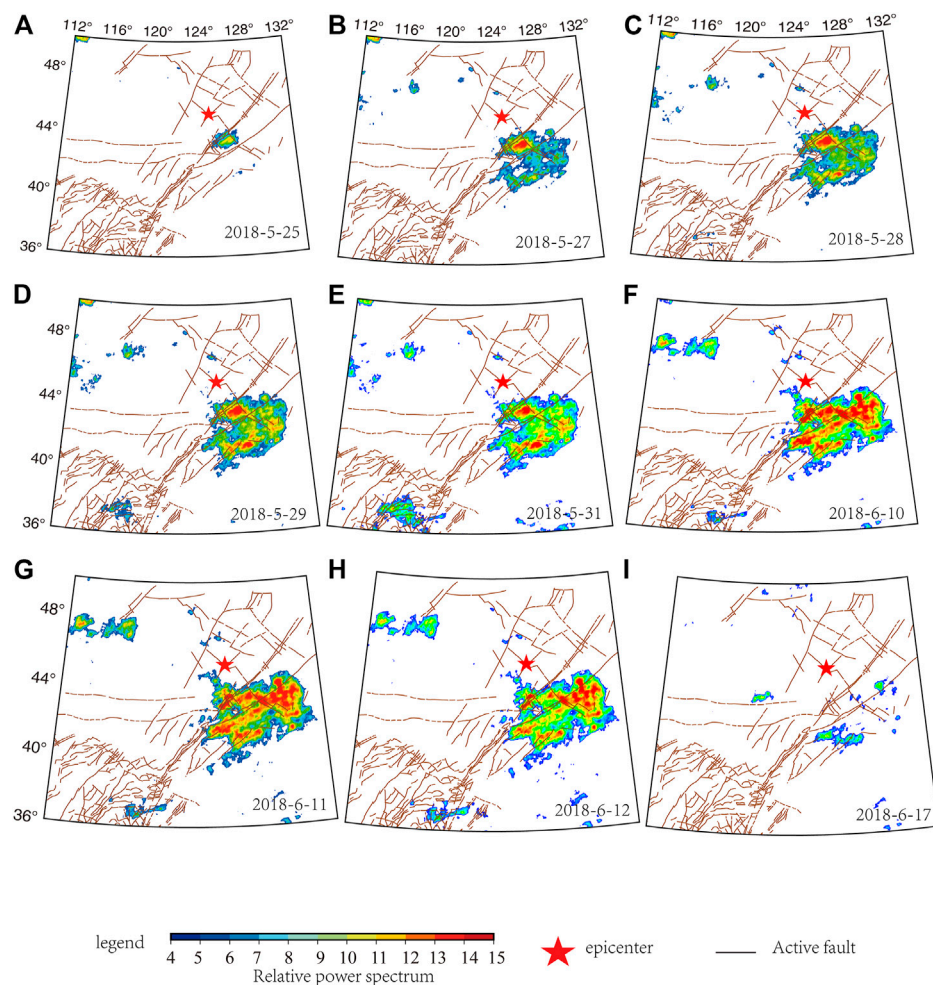 A 112° 116° 120° 124° 128° 132° B 112° 116° 120° 124° 128° 132° C 112° 116° 120° 124° 128° 132°
48°
44°
40°
36°
2018-5-25 2018-5-27 2018-5-28
D E F
48°
44°
40°
36°
2018-5-29 2018-5-31 2018-6-10
G H I
48°
44°
40°
36°
2018-6-11 2018-6-12 2018-6-17
legend epicenter Active fault
4 5 6 7 8 9 10 11 12 13 14 15
Relative power spectrum